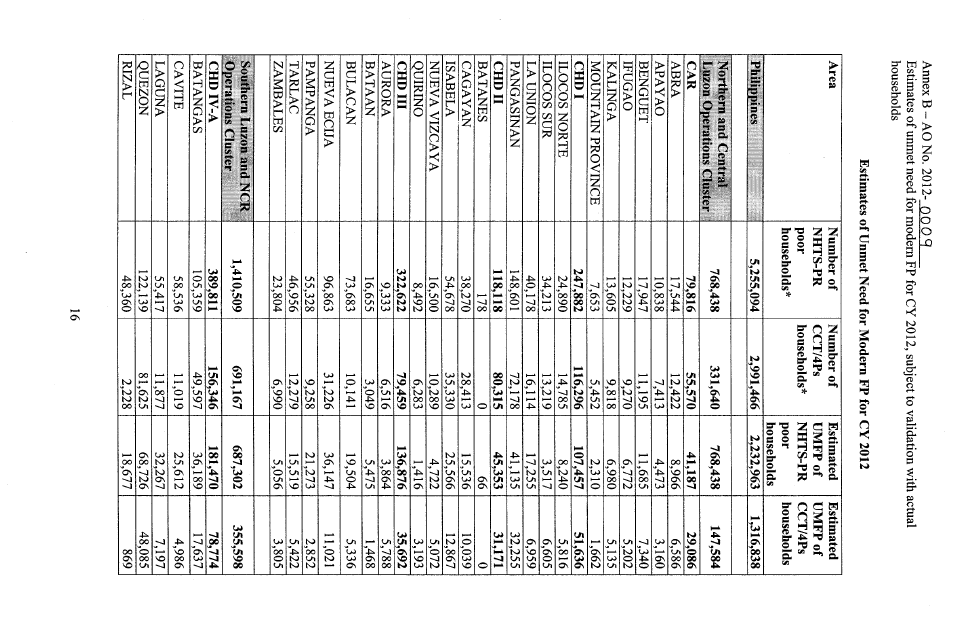 Annex B – AO No. 2012- 0009
Estimates of unmet need for modern FP for CY 2012, subject to validation with actual
households
Estimates of Unmet Need for Modern FP for CY 2012
Area | Number of NHTS-PR poor households* | Number of CCT/4Ps households* | Estimated UMFP of NHTS-PR poor households | Estimated UMFP of CCT/4Ps households
Philippines 5,255,094 2,991,466 2,232,963 1,316,838
Northern and Central Luzon Operations Cluster 768,438 331,640 768,438 147,584
CAR 79,816 55,570 41,187 29,086
ABRA 17,544 12,422 8,966 6,586
APAYAO 10,838 7,413 4,473 3,160
BENGUET 17,947 11,195 11,685 7,340
IFUGAO 12,229 9,270 6,772 5,202
KALINGA 13,605 9,818 6,980 5,135
MOUNTAIN PROVINCE 7,653 5,452 2,310 1,662
CHD I 247,882 116,296 107,457 51,636
ILOCOS NORTE 24,890 14,785 8,240 5,816
ILOCOS SUR 34,213 13,219 3,517 6,605
LA UNION 40,178 16,114 17,255 6,959
PANGASINAN 148,601 72,178 41,135 32,255
CHD II 118,118 80,315 45,353 31,171
BATANES 178 0 66 0
CAGAYAN 38,270 28,413 15,536 10,039
ISABELA 54,678 35,330 25,566 12,867
NUEVA VIZCAYA 16,500 10,289 4,722 5,072
QUIRINO 8,492 6,283 1,416 3,193
CHD III 322,622 79,459 136,876 35,692
AURORA 9,333 6,516 3,864 5,788
BATAAN 16,655 3,049 5,475 1,468
BULACAN 73,683 10,141 19,504 5,336
NUEVA ECIJA 96,863 31,226 36,147 11,021
PAMPANGA 55,328 9,258 21,273 2,852
TARLAC 46,956 12,279 15,519 5,422
ZAMBALES 23,804 6,990 5,056 3,805
Southern Luzon and NCR Operations Cluster 1,410,509 691,167 687,302 355,598
CHD IV-A 389,811 156,346 181,470 78,774
BATANGAS 105,359 49,597 36,189 17,637
CAVITE 58,536 11,019 25,612 4,986
LAGUNA 55,417 11,877 32,267 7,197
QUEZON 122,139 81,625 68,726 48,085
RIZAL 48,360 2,228 18,677 869
16